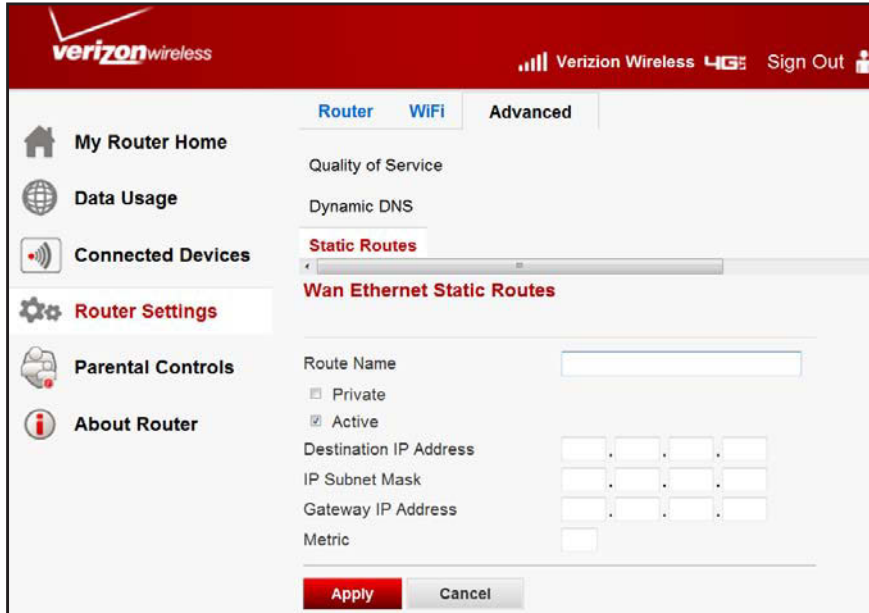 verizonwireless
Verizion Wireless 4G LTE Sign Out
Router WiFi Advanced
My Router Home
Data Usage
Connected Devices
Router Settings
Parental Controls
About Router
Quality of Service
Dynamic DNS
Static Routes
Wan Ethernet Static Routes
Route Name
Private
Active
Destination IP Address
. . .
IP Subnet Mask
. . .
Gateway IP Address
. . .
Metric
Apply Cancel